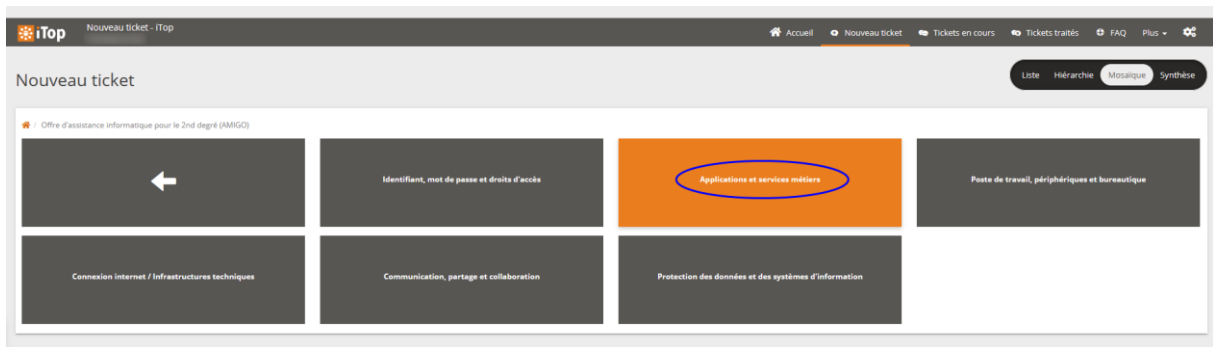 iTop
Nouveau ticket - iTop
Accueil
Nouveau ticket
Tickets en cours
Tickets traités
FAQ
Plus
Nouveau ticket
Liste
Hiérarchie
Mosaïque
Synthèse
/ Offre d'assistance informatique pour le 2nd degré (AMIGO)
Identifiant, mot de passe et droits d'accès
Applications et services métiers
Poste de travail, périphériques et bureautique
Connexion internet / Infrastructures techniques
Communication, partage et collaboration
Protection des données et des systèmes d'information